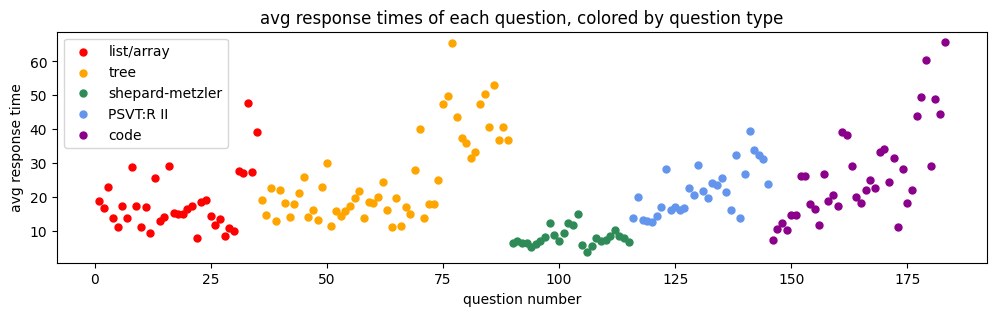 avg response times of each question, colored by question type
list/array
tree
shepard-metzler
PSVT:R II
code
avg response time
60
50
40
30
20
10
0 25 50 75 100 125 150 175
question number